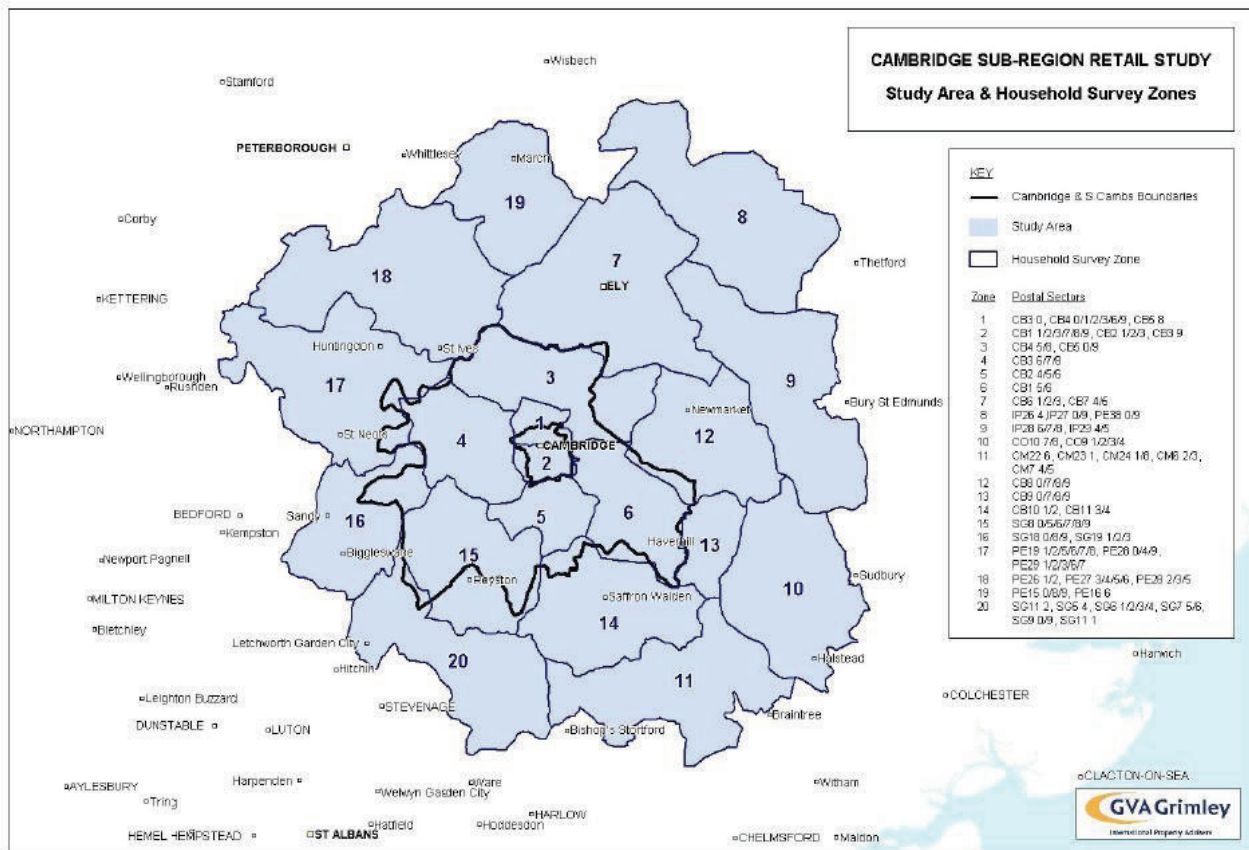 CAMBRIDGE SUB-REGION RETAIL STUDY
Study Area & Household Survey Zones
Wisbech
Stamford
PETERBOROUGH
Whittlesey
March
19
8
Corby
7
Thetford
18
ELY
KETTERING
Huntingdon
St Ives
Wellingborough
Rushden
17
3
9
Bury St Edmunds
Newmarket
NORTHAMPTON
St Neots
1
4
CAMBRIDGE
12
2
BEDFORD
Sandy
16
5
6
Kempston
Haverhill
13
Newport Pagnell
Biggleswade
15
Royston
Sudbury
10
MILTON KEYNES
Saffron Walden
Bletchley
14
Letchworth Garden City
Hitchin
20
Halstead
Harwich
11
Leighton Buzzard
STEVENAGE
COLCHESTER
DUNSTABLE
LUTON
Bishop's Stortford
Braintree
AYLESBURY
Harpenden
Ware
Witham
CLACTON-ON-SEA
Tring
Welwyn Garden City
HARLOW
HEMEL HEMPSTEAD
ST ALBANS
Hatfield
Hoddesdon
CHELMSFORD
Maldon
KEY
Cambridge & S Cambs Boundaries
Study Area
Household Survey Zone
Zone Postal Sectors
1 CB3 0, CB4 0/1/2/3/6/9, CB5 8
2 CB1 1/2/3/7/8/9, CB2 1/2/3, CB3 9
3 CB4 5/8, CB5 0/9
4 CB3 6/7/8
5 CB2 4/5/6
6 CB1 5/6
7 CB6 1/2/3, CB7 4/5
8 IP26 4, IP27 0/9, PE38 0/9
9 IP28 6/7/8, IP29 4/5
10 CO10 7/8, CO9 1/2/3/4
11 CM22 6, CM23 1, CM24 1/8, CM6 2/3,
CM7 4/5
12 CB8 0/7/8/9
13 CB9 0/7/8/9
14 CB10 1/2, CB11 3/4
15 SG8 0/5/6/7/8/9
16 SG18 0/8/9, SG19 1/2/3
17 PE19 1/2/5/6/7/8, PE28 0/4/9,
PE29 1/2/3/6/7
18 PE26 1/2, PE27 3/4/5/6, PE28 2/3/5
19 PE15 0/8/9, PE16 6
20 SG11 2, SG5 4, SG6 1/2/3/4, SG7 5/6,
SG9 0/9, SG11 1
GVA Grimley
International Property Advisers